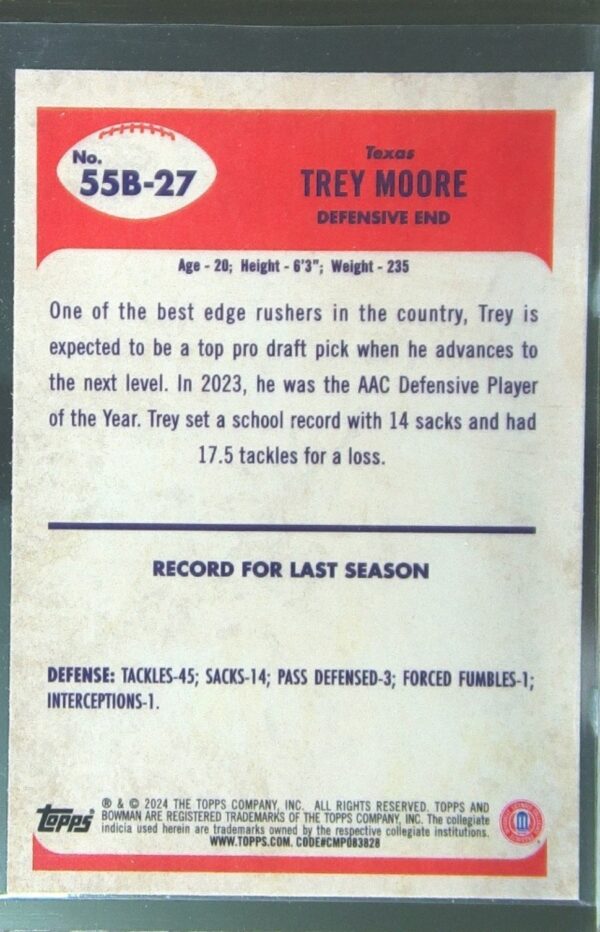 No.
55B-27
Texas
TREY MOORE
DEFENSIVE END
Age - 20; Height - 6'3"; Weight - 235
One of the best edge rushers in the country, Trey is
expected to be a top pro draft pick when he advances to
the next level. In 2023, he was the AAC Defensive Player
of the Year. Trey set a school record with 14 sacks and had
17.5 tackles for a loss.
RECORD FOR LAST SEASON
DEFENSE: TACKLES-45; SACKS-14; PASS DEFENSED-3; FORCED FUMBLES-1;
INTERCEPTIONS-1.
topps
® & © 2024 THE TOPPS COMPANY, INC. ALL RIGHTS RESERVED. TOPPS AND
BOWMAN ARE REGISTERED TRADEMARKS OF THE TOPPS COMPANY, INC. The collegiate
indicia used herein are trademarks owned by the respective collegiate institutions.
WWW.TOPPS.COM. CODE#CMP083828